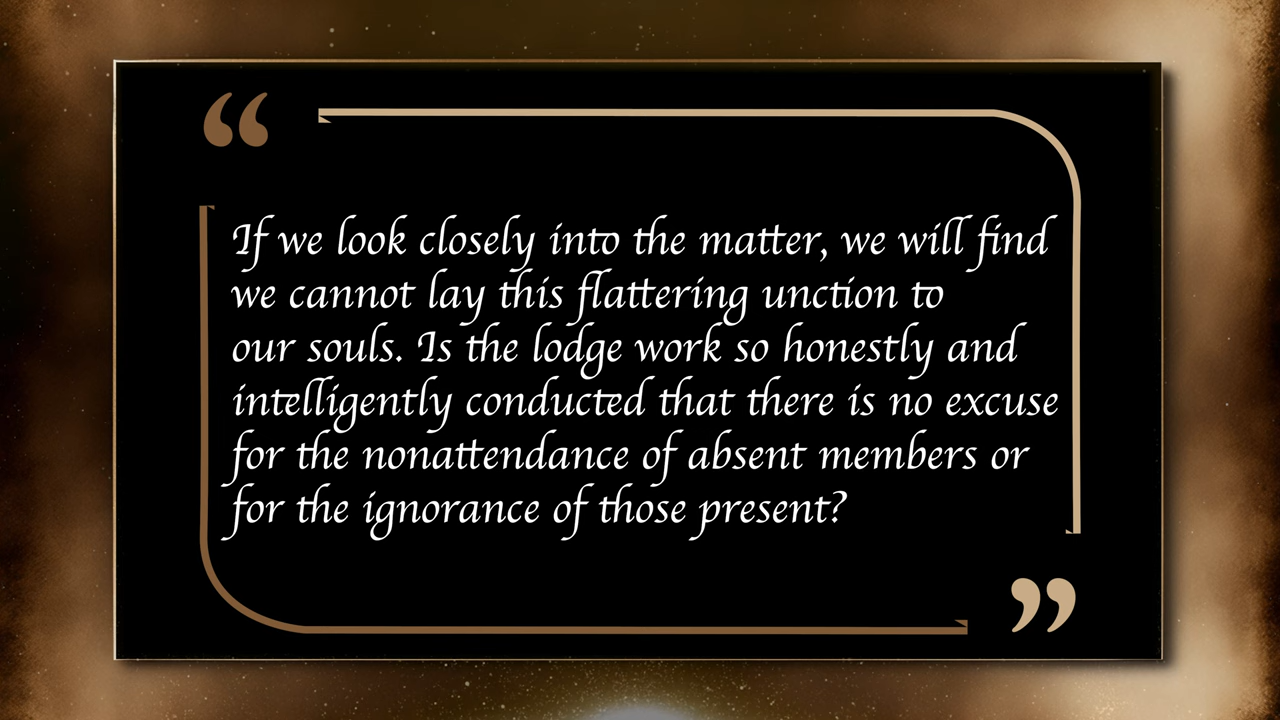 “
If we look closely into the matter, we will find
we cannot lay this flattering unction to
our souls. Is the lodge work so honestly and
intelligently conducted that there is no excuse
for the nonattendance of absent members or
for the ignorance of those present?
”